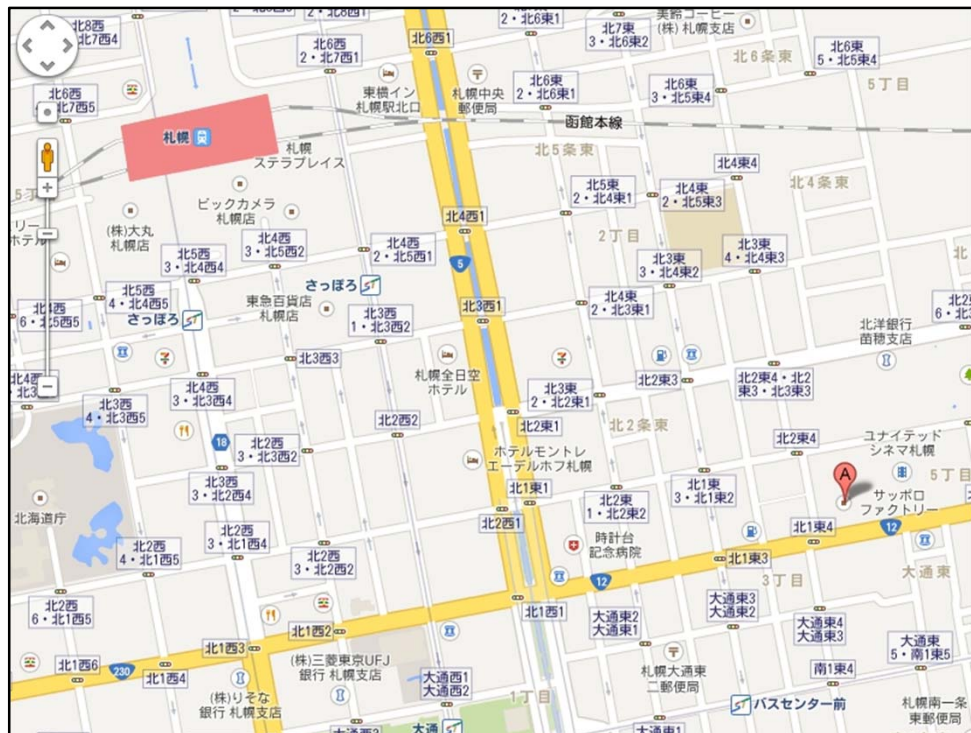 北8西
・北7西4
2・北8西1
北6西1
2・北6東1
北7東
3・北6東2
美鈴コーヒー
(株) 札幌支店
北6条東
北6東
5・北5東4
5丁目
北6西
北7西5
北6西
2・北7西1
東横イン
札幌駅北口
札幌中央
郵便局
北6東
2・北6東1
北6東
3・北5東4
函館本線
札幌
札幌
ステラプレイス
北5条東
北4東4
北4条東
ビックカメラ
札幌店
北4西1
北5東
2・北4東1
北4東
2・北5東3
(株)大丸
札幌店
リー
ホテル
2丁目
北5西
3・北4西4
北4西
3・北5西2
北4西
2・北5西1
5
北3東
3・北4東2
北3東
4・北4東3
さっぽろ
北5西
4・北4西5
東急百貨店
札幌店
北4東
2・北3東1
北4西
6・北5西5
さっぽろ
北3西
1・北3西2
北3西1
北洋銀行
苗穂支店
北3西3
札幌全日空
ホテル
北3東
2・北2東1
北2東3
北2東4・北2
東3・北3東3
北4西
3・北3西4
北3西
4・北3西5
北2西2
北2東1
北2条東
18
北2西
3・北3西2
北2東4
ユナイテッド
シネマ札幌
ホテルモントレ
エーデルホフ札幌
5丁目
北3西
3・北2西4
北1東1
北2東
1・北2東2
北1東
3・北1東2
A
サッポロ
ファクトリー
北海道庁
北2西
3・北1西4
北2西1
北1東4
12
北2西
4・北1西5
北2西
3・北2西2
時計台
記念病院
北1東3
大通東
3丁目
12
北2西
6・北1西5
北1西1
大通東2
大通東1
大通東3
大通東2
大通東4
大通東3
北1西2
北1西3
大通東
5・南1東5
北1西6
230
北1西4
(株)三菱東京UFJ
銀行 札幌支店
大通西1
大通西2
札幌大通東
二郵便局
南1東4
(株)りそな
銀行 札幌支店
1丁目
バスセンター前
札幌南一条
東郵便局
大通